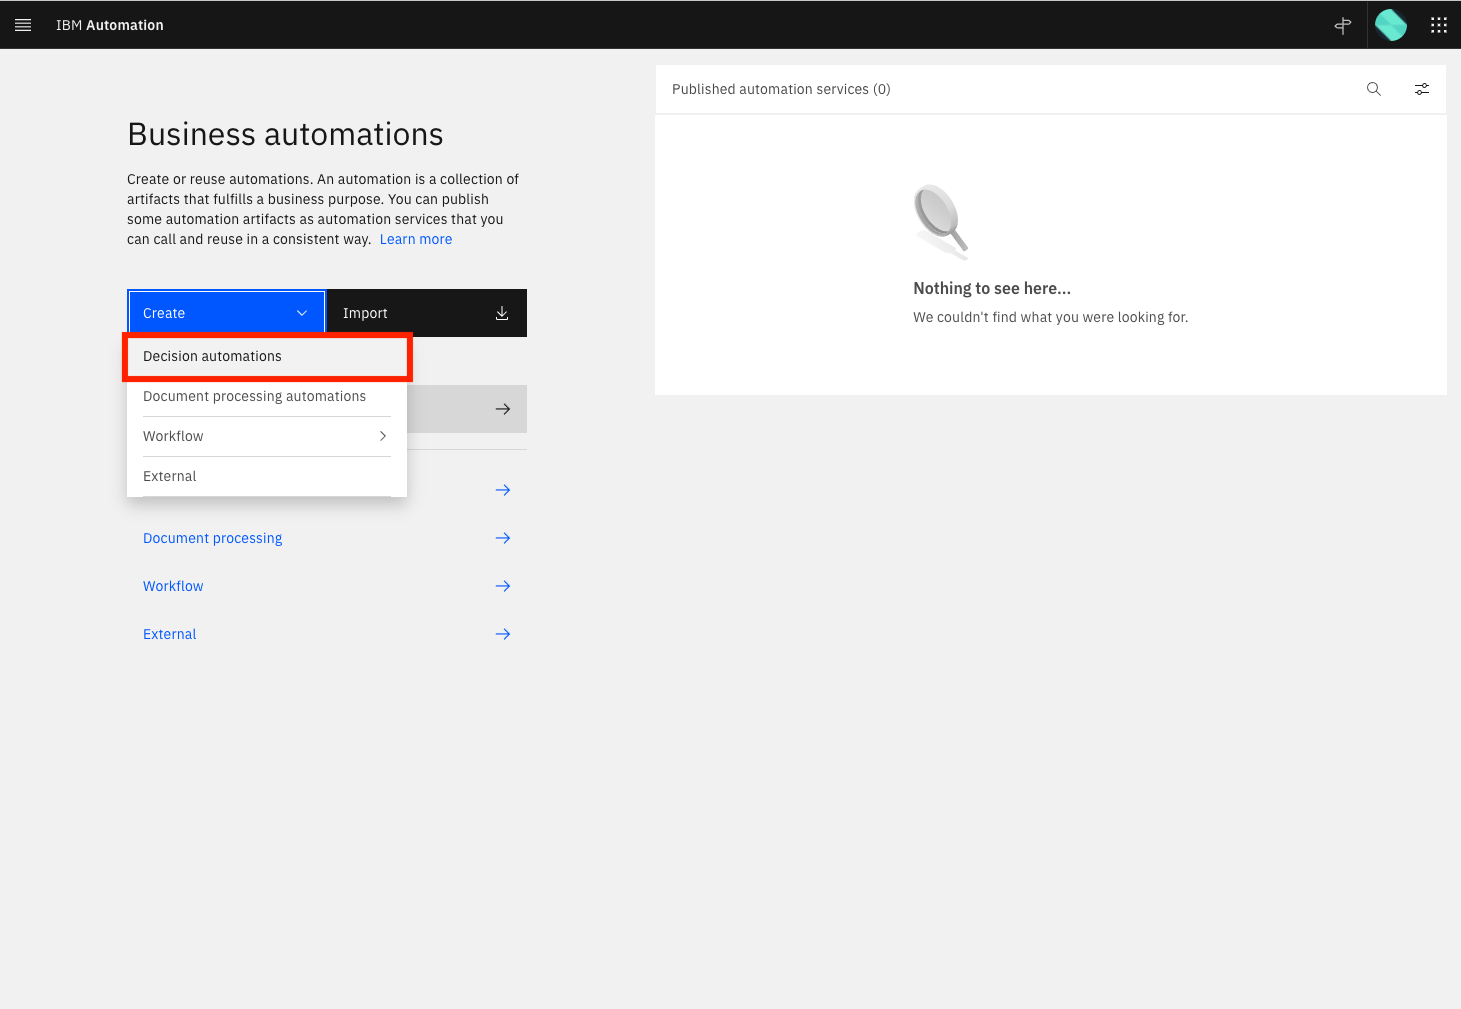 IBM Automation
Business automations
Create or reuse automations. An automation is a collection of
artifacts that fulfills a business purpose. You can publish
some automation artifacts as automation services that you
can call and reuse in a consistent way. Learn more
Create
Import
Decision automations
Document processing automations
Workflow
External
Document processing
Workflow
External
Published automation services (0)
Nothing to see here...
We couldn't find what you were looking for.